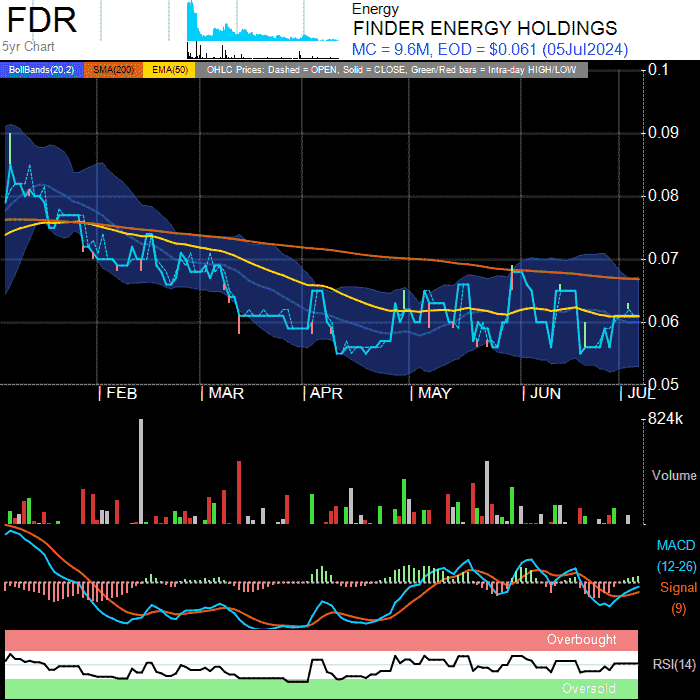 FDR
5yr Chart
Energy
FINDER ENERGY HOLDINGS
MC = 9.6M, EOD = $0.061 (05Jul2024)
BollBands(20,2) SMA(200) EMA(50) OHLC Prices: Dashed = OPEN, Solid = CLOSE, Green/Red bars = Intra-day HIGH/LOW
0.1
0.09
0.08
0.07
0.06
0.05
FEB MAR APR MAY JUN JUL
824k
Volume
MACD
(12-26)
Signal
(9)
Overbought
RSI(14)
Oversold